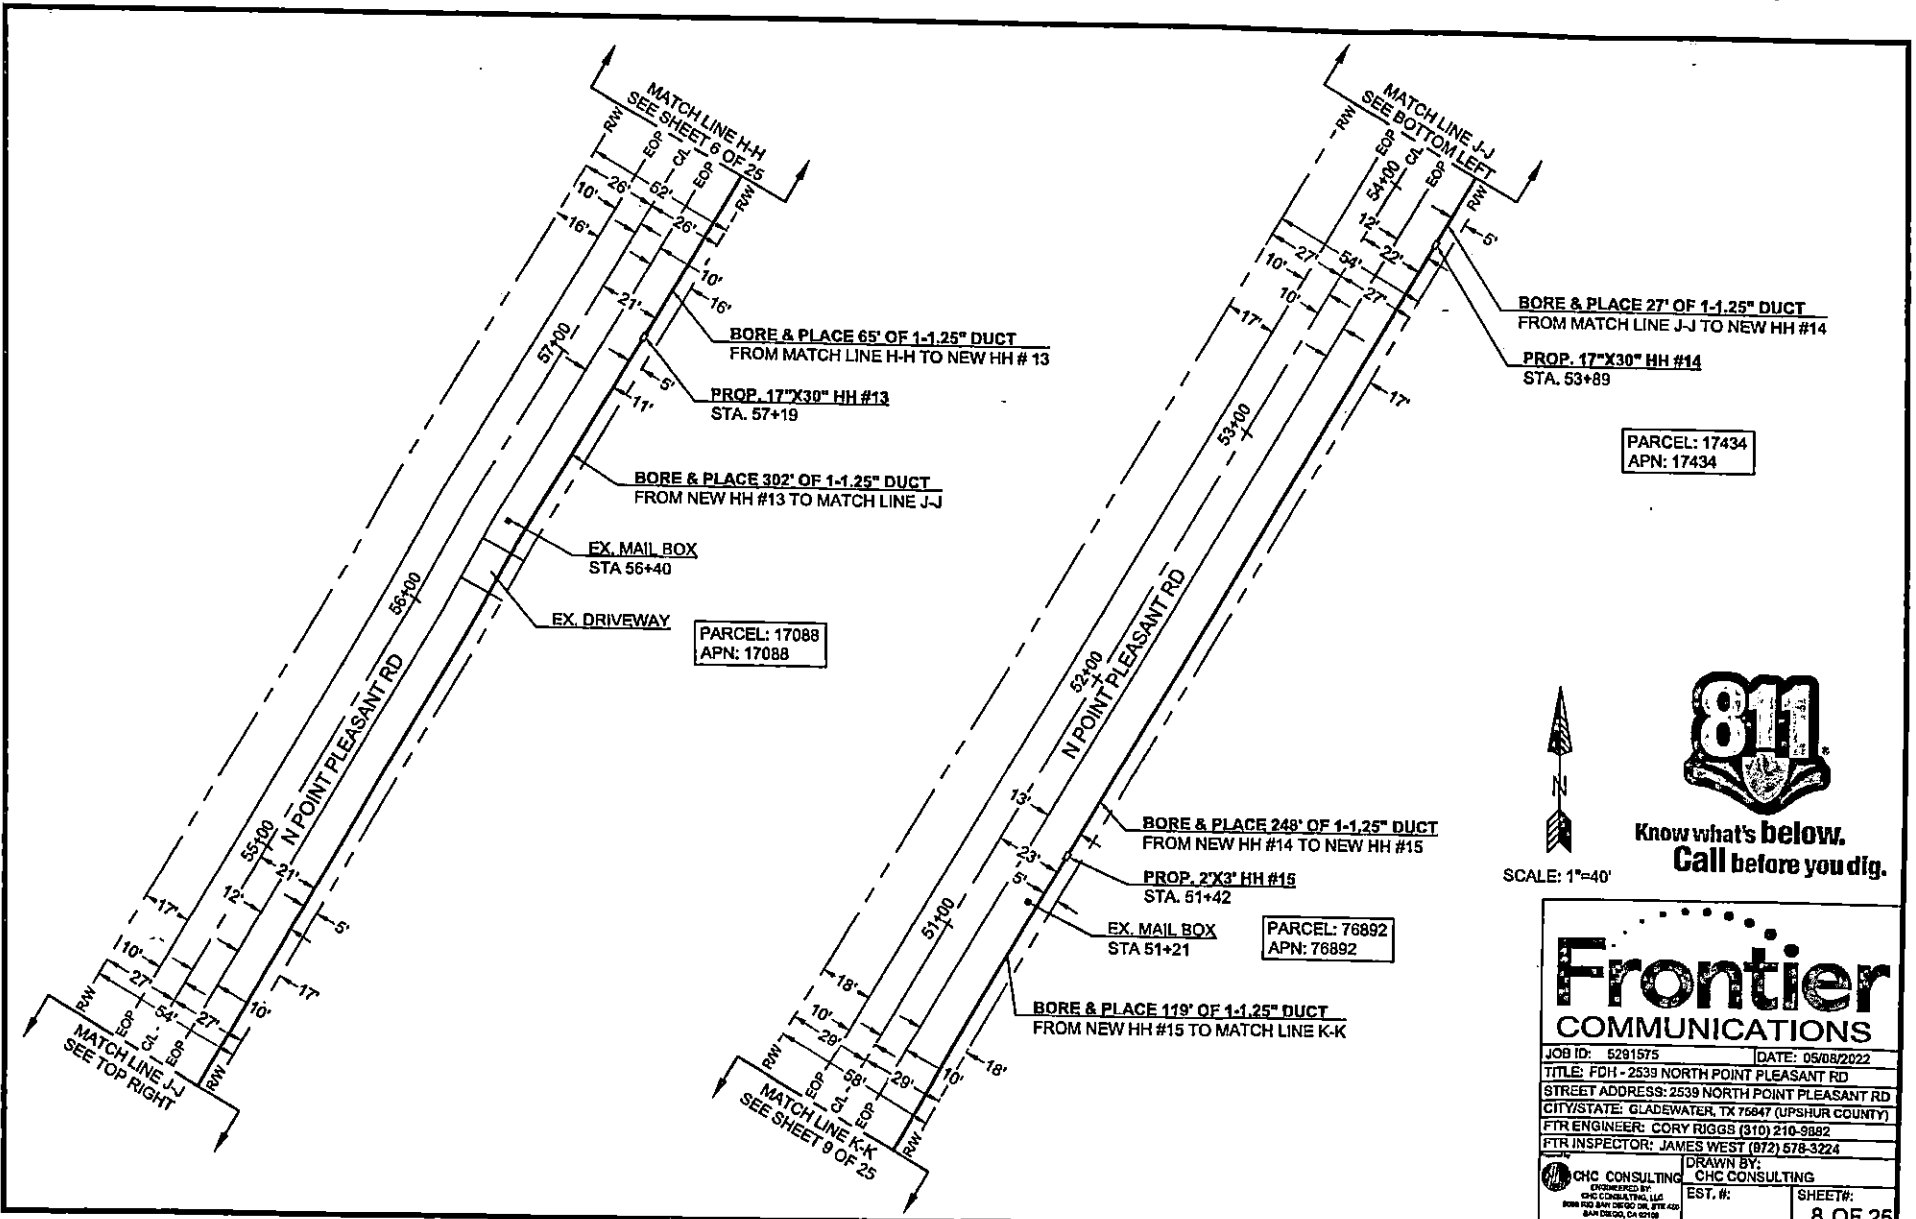 MATCH LINE H-H
SEE SHEET 6 OF 25
R/W
EOP
C/L
EOP
R/W
52'
26'
26'
10'
16'
10'
16'
21'
57+00
5'
11'
BORE & PLACE 65' OF 1-1.25" DUCT
FROM MATCH LINE H-H TO NEW HH # 13
PROP. 17"X30" HH #13
STA. 57+19
BORE & PLACE 302' OF 1-1.25" DUCT
FROM NEW HH #13 TO MATCH LINE J-J
EX. MAIL BOX
STA 56+40
EX. DRIVEWAY
PARCEL: 17088
APN: 17088
56+00
N POINT PLEASANT RD
55+00
21'
12'
17'
5'
10'
27'
54'
27'
10'
17'
R/W
EOP
C/L
EOP
R/W
MATCH LINE J-J
SEE TOP RIGHT
MATCH LINE J-J
SEE BOTTOM LEFT
R/W
EOP
C/L
EOP
R/W
54+00
12'
22'
5'
54'
27'
27'
10'
10'
17'
17'
BORE & PLACE 27' OF 1-1.25" DUCT
FROM MATCH LINE J-J TO NEW HH #14
PROP. 17"X30" HH #14
STA. 53+89
PARCEL: 17434
APN: 17434
53+00
52+00
N POINT PLEASANT RD
13'
23'
5'
BORE & PLACE 248' OF 1-1.25" DUCT
FROM NEW HH #14 TO NEW HH #15
PROP. 2'X3' HH #15
STA. 51+42
EX. MAIL BOX
STA 51+21
PARCEL: 76892
APN: 76892
51+00
BORE & PLACE 119' OF 1-1.25" DUCT
FROM NEW HH #15 TO MATCH LINE K-K
18'
10'
29'
58'
29'
10'
18'
R/W
EOP
C/L
EOP
R/W
MATCH LINE K-K
SEE SHEET 9 OF 25
N
SCALE: 1"=40'
811
Know what's below.
Call before you dig.
Frontier
COMMUNICATIONS
JOB ID: 5291575
DATE: 05/08/2022
TITLE: FDH - 2539 NORTH POINT PLEASANT RD
STREET ADDRESS: 2539 NORTH POINT PLEASANT RD
CITY/STATE: GLADEWATER, TX 75647 (UPSHUR COUNTY)
FTR ENGINEER: CORY RIGGS (310) 210-9882
FTR INSPECTOR: JAMES WEST (972) 578-3224
CHC CONSULTING
ENGINEERED BY:
CHC CONSULTING, LLC
SAN DIEGO, CA
DRAWN BY:
CHC CONSULTING
EST. #:
SHEET#:
8 OF 25